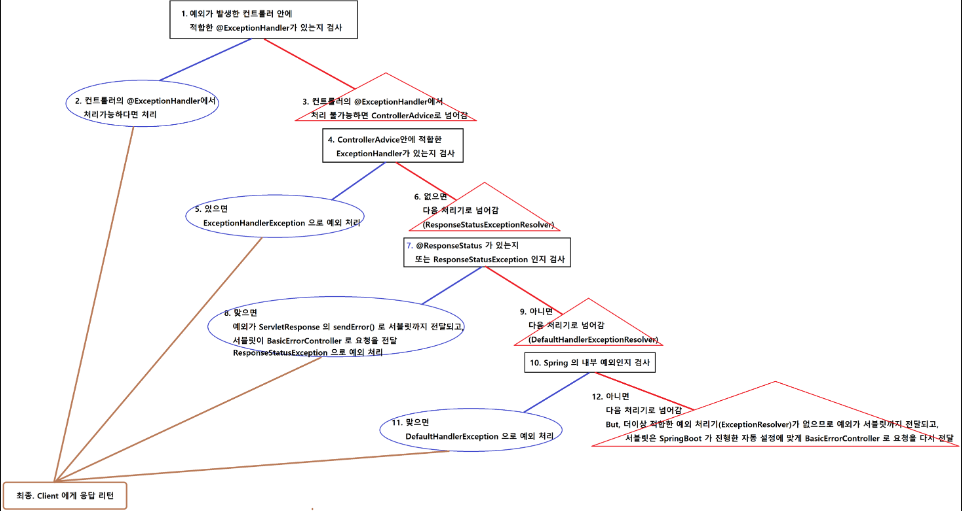 1. 예외가 발생한 컨트롤러 안에
적합한 @ExceptionHandler가 있는지 검사
2. 컨트롤러의 @ExceptionHandler에서
처리가능하다면 처리
3. 컨트롤러의 @ExceptionHandler에서
처리 불가능하면 ControllerAdvice로 넘어감
4. ControllerAdvice안에 적합한
ExceptionHandler가 있는지 검사
5. 있으면
ExceptionHandlerException 으로 예외 처리
6. 없으면
다음 처리기로 넘어감
(ResponseStatusExceptionResolver)
7. @ResponseStatus 가 있는지
또는 ResponseStatusException 인지 검사
8. 맞으면
예외가 ServletResponse 의 sendError() 로 서블릿까지 전달되고,
서블릿이 BasicErrorController 로 요청을 전달
ResponseStatusException 으로 예외 처리
9. 아니면
다음 처리기로 넘어감
(DefaultHandlerExceptionResolver)
10. Spring 의 내부 예외인지 검사
11. 맞으면
DefaultHandlerException 으로 예외 처리
12. 아니면
다음 처리기로 넘어감
But, 더이상 적합한 예외 처리기(ExceptionResolver)가 없으므로 예외가 서블릿까지 전달되고,
서블릿은 SpringBoot 가 진행한 자동 설정에 맞게 BasicErrorController 로 요청을 다시 전달
최종. Client 에게 응답 리턴